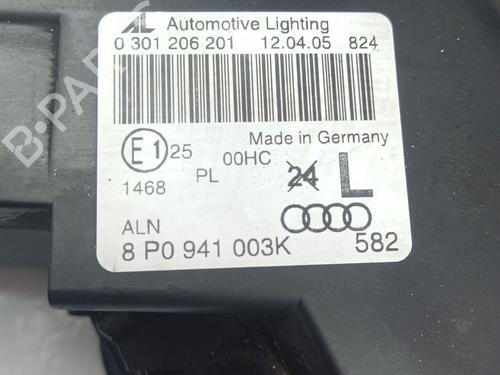 AL Automotive Lighting
0 301 206 201 12.04.05 824
Made in Germany
E1 25 00HC 24 L
1468 PL
ALN
8 P0 941 003K 582
B-PARTS